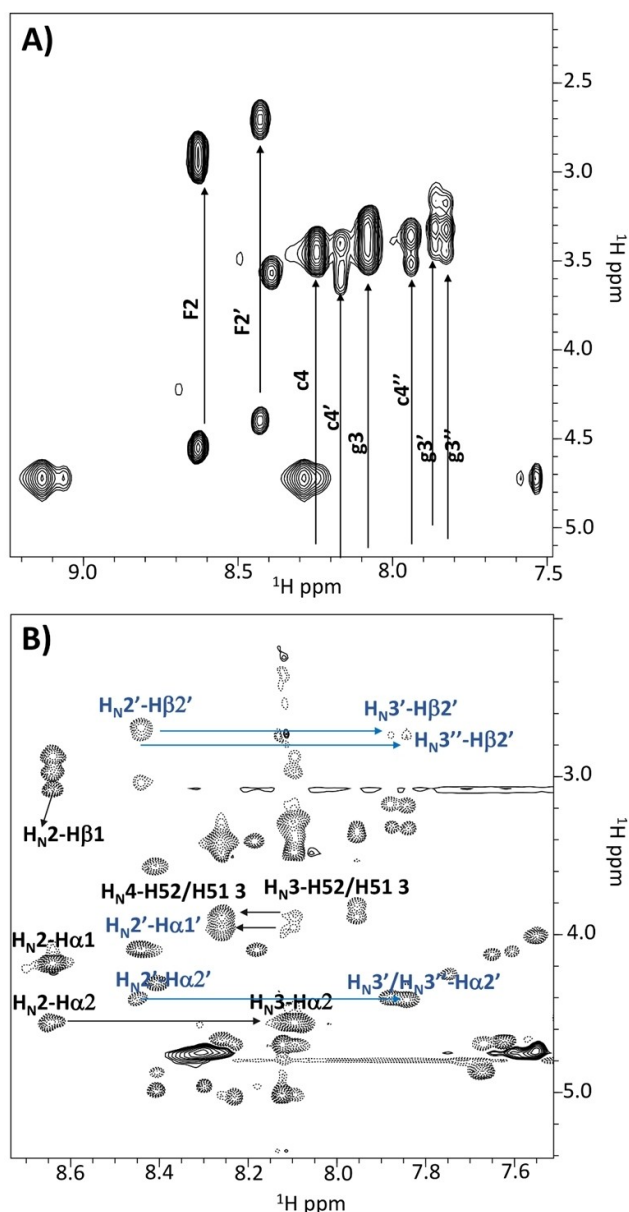 A)
2.5
3.0
3.5
4.0
4.5
5.0
¹H ppm
F2
F2’
c4
c4’
g3
c4’’
g3’
g3’’
9.0
8.5
8.0
7.5
¹H ppm
B)
HN2’-Hβ2’
HN3’-Hβ2’
HN3’’-Hβ2’
3.0
¹H ppm
HN2-Hβ1
HN4-H52/H51 3
HN3-H52/H51 3
HN2’-Hα1’
HN2-Hα1
4.0
HN2’-Hα2’
HN3’/HN3’’-Hα2’
HN2-Hα2
HN3-Hα2
5.0
8.6
8.4
8.2
8.0
7.8
7.6
¹H ppm